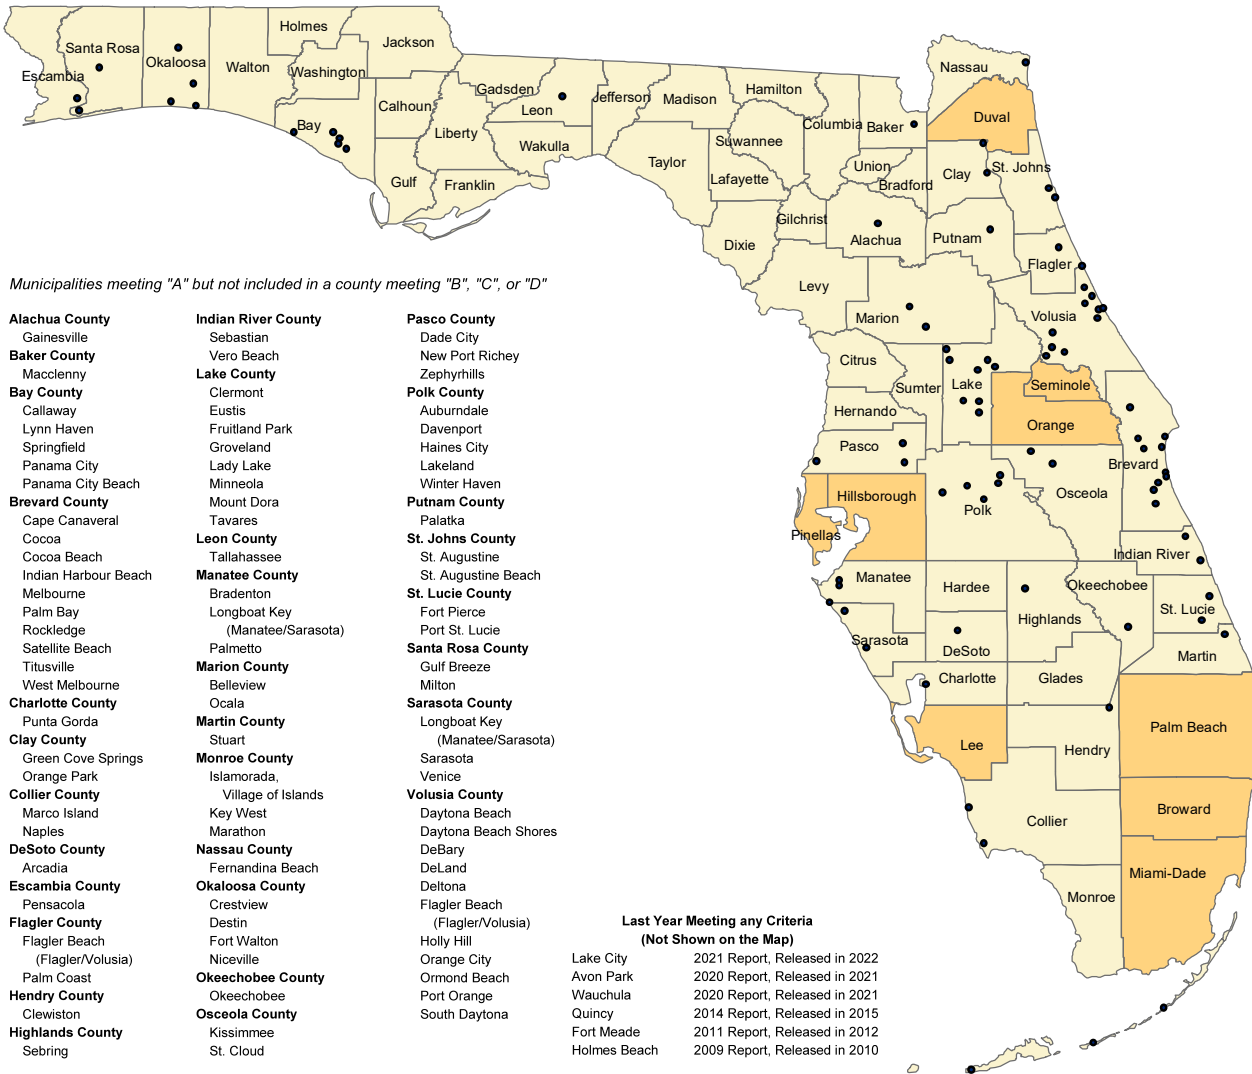 Holmes
Jackson
Santa Rosa
Okaloosa
Walton
Washington
Escambia
Gadsden
Leon
Jefferson
Madison
Hamilton
Nassau
Calhoun
Liberty
Wakulla
Bay
Gulf
Franklin
Taylor
Suwannee
Columbia
Baker
Duval
Lafayette
Union
Bradford
Clay
St. Johns
Gilchrist
Dixie
Alachua
Putnam
Flagler
Levy
Marion
Volusia
Citrus
Sumter
Lake
Seminole
Hernando
Orange
Pasco
Brevard
Osceola
Hillsborough
Pinellas
Polk
Indian River
Manatee
Hardee
Okeechobee
Highlands
St. Lucie
Sarasota
DeSoto
Martin
Charlotte
Glades
Palm Beach
Lee
Hendry
Broward
Collier
Miami-Dade
Monroe
Municipalities meeting "A" but not included in a county meeting "B", "C", or "D"
Alachua County
Gainesville
Baker County
Macclenny
Bay County
Callaway
Lynn Haven
Springfield
Panama City
Panama City Beach
Brevard County
Cape Canaveral
Cocoa
Cocoa Beach
Indian Harbour Beach
Melbourne
Palm Bay
Rockledge
Satellite Beach
Titusville
West Melbourne
Charlotte County
Punta Gorda
Clay County
Green Cove Springs
Orange Park
Collier County
Marco Island
Naples
DeSoto County
Arcadia
Escambia County
Pensacola
Flagler County
Flagler Beach
(Flagler/Volusia)
Palm Coast
Hendry County
Clewiston
Highlands County
Sebring
Indian River County
Sebastian
Vero Beach
Lake County
Clermont
Eustis
Fruitland Park
Groveland
Lady Lake
Minneola
Mount Dora
Tavares
Leon County
Tallahassee
Manatee County
Bradenton
Longboat Key
(Manatee/Sarasota)
Palmetto
Marion County
Belleview
Ocala
Martin County
Stuart
Monroe County
Islamorada,
Village of Islands
Key West
Marathon
Nassau County
Fernandina Beach
Okaloosa County
Crestview
Destin
Fort Walton
Niceville
Okeechobee County
Okeechobee
Osceola County
Kissimmee
St. Cloud
Pasco County
Dade City
New Port Richey
Zephyrhills
Polk County
Auburndale
Davenport
Haines City
Lakeland
Winter Haven
Putnam County
Palatka
St. Johns County
St. Augustine
St. Augustine Beach
St. Lucie County
Fort Pierce
Port St. Lucie
Santa Rosa County
Gulf Breeze
Milton
Sarasota County
Longboat Key
(Manatee/Sarasota)
Sarasota
Venice
Volusia County
Daytona Beach
Daytona Beach Shores
DeBary
DeLand
Deltona
Flagler Beach
(Flagler/Volusia)
Holly Hill
Orange City
Ormond Beach
Port Orange
South Daytona
Last Year Meeting any Criteria
(Not Shown on the Map)
Lake City 2021 Report, Released in 2022
Avon Park 2020 Report, Released in 2021
Wauchula 2020 Report, Released in 2021
Quincy 2014 Report, Released in 2015
Fort Meade 2011 Report, Released in 2012
Holmes Beach 2009 Report, Released in 2010